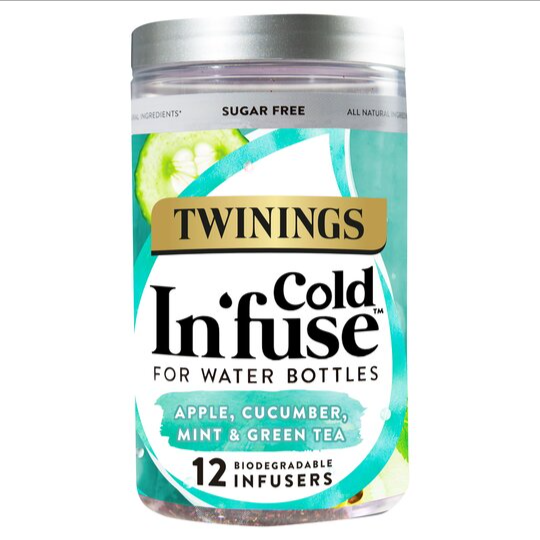 INGREDIENTS*
SUGAR FREE
ALL NATURAL
TWININGS
Cold
In'fuse™
FOR WATER BOTTLES
APPLE, CUCUMBER,
MINT & GREEN TEA
12 BIODEGRADABLE
INFUSERS